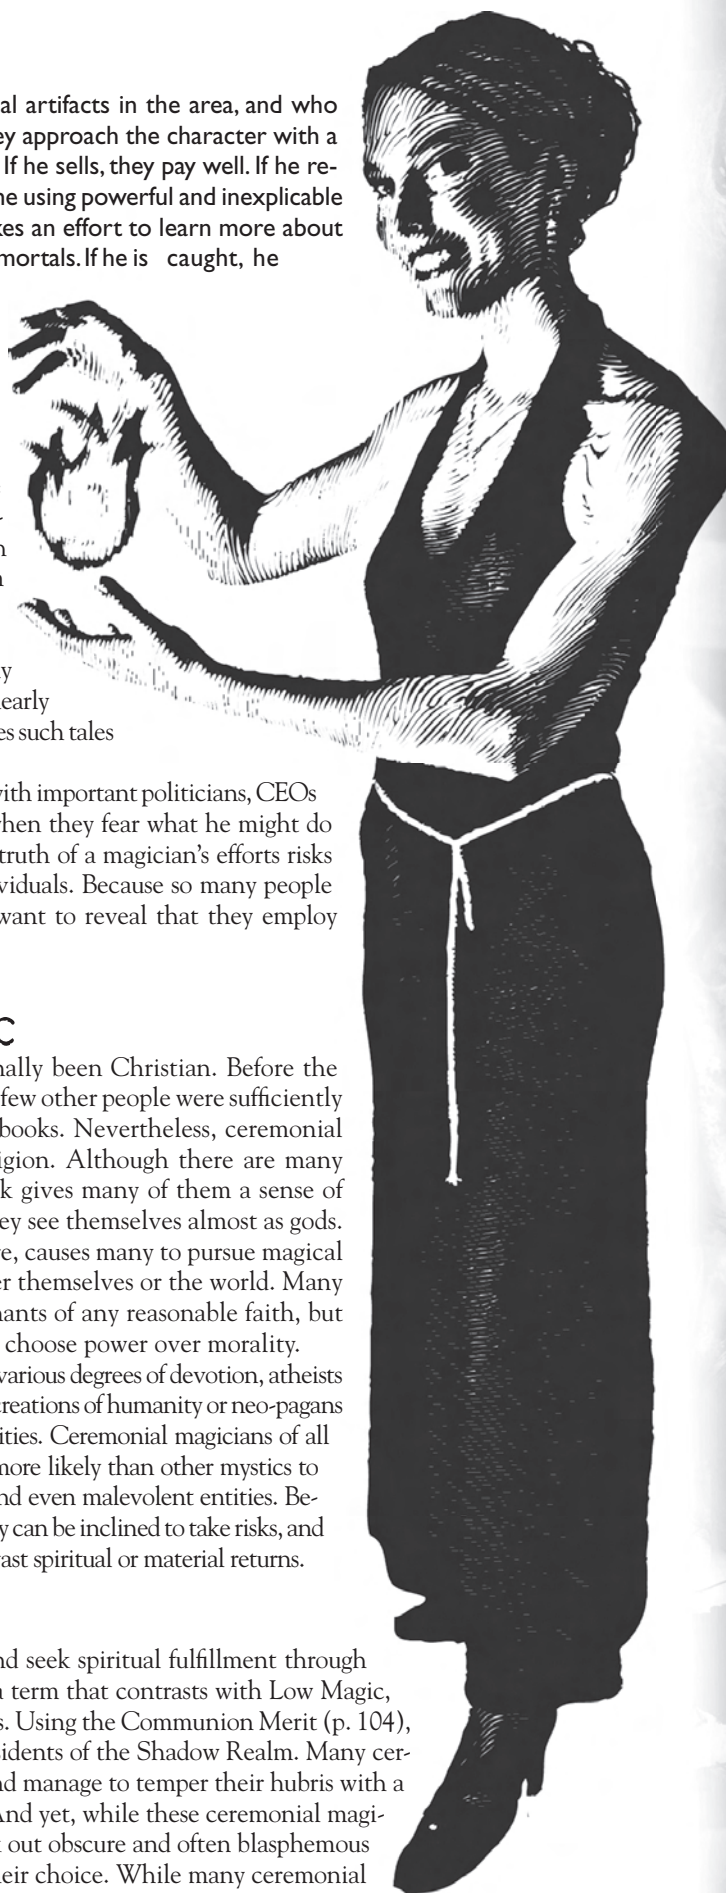 al artifacts in the area, and who
ey approach the character with a
If he sells, they pay well. If he re-
ne using powerful and inexplicable
kes an effort to learn more about
mortals. If he is caught, he
-
n
y
early
es such tales
with important politicians, CEOs
when they fear what he might do
truth of a magician's efforts risks
viduals. Because so many people
want to reveal that they employ
C
nally been Christian. Before the
few other people were sufficiently
books. Nevertheless, ceremonial
igion. Although there are many
k gives many of them a sense of
ey see themselves almost as gods.
re, causes many to pursue magical
er themselves or the world. Many
nants of any reasonable faith, but
choose power over morality.
various degrees of devotion, atheists
creations of humanity or neo-pagans
ities. Ceremonial magicians of all
more likely than other mystics to
nd even malevolent entities. Be-
y can be inclined to take risks, and
vast spiritual or material returns.
nd seek spiritual fulfillment through
a term that contrasts with Low Magic,
s. Using the Communion Merit (p. 104),
sidents of the Shadow Realm. Many cer-
nd manage to temper their hubris with a
And yet, while these ceremonial magi-
k out obscure and often blasphemous
heir choice. While many ceremonial